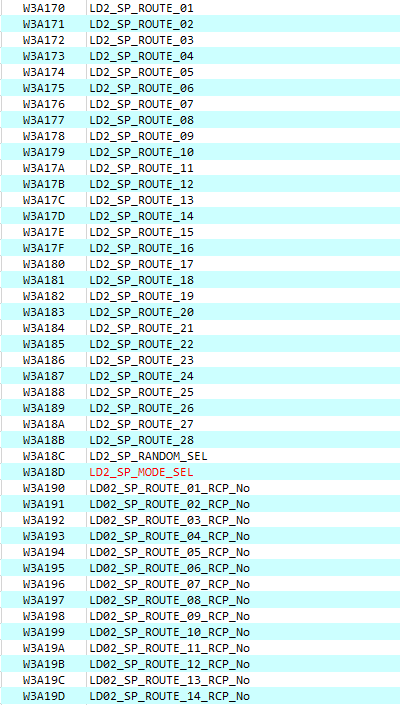 W3A170 LD2_SP_ROUTE_01
W3A171 LD2_SP_ROUTE_02
W3A172 LD2_SP_ROUTE_03
W3A173 LD2_SP_ROUTE_04
W3A174 LD2_SP_ROUTE_05
W3A175 LD2_SP_ROUTE_06
W3A176 LD2_SP_ROUTE_07
W3A177 LD2_SP_ROUTE_08
W3A178 LD2_SP_ROUTE_09
W3A179 LD2_SP_ROUTE_10
W3A17A LD2_SP_ROUTE_11
W3A17B LD2_SP_ROUTE_12
W3A17C LD2_SP_ROUTE_13
W3A17D LD2_SP_ROUTE_14
W3A17E LD2_SP_ROUTE_15
W3A17F LD2_SP_ROUTE_16
W3A180 LD2_SP_ROUTE_17
W3A181 LD2_SP_ROUTE_18
W3A182 LD2_SP_ROUTE_19
W3A183 LD2_SP_ROUTE_20
W3A184 LD2_SP_ROUTE_21
W3A185 LD2_SP_ROUTE_22
W3A186 LD2_SP_ROUTE_23
W3A187 LD2_SP_ROUTE_24
W3A188 LD2_SP_ROUTE_25
W3A189 LD2_SP_ROUTE_26
W3A18A LD2_SP_ROUTE_27
W3A18B LD2_SP_ROUTE_28
W3A18C LD2_SP_RANDOM_SEL
W3A18D LD2_SP_MODE_SEL
W3A190 LD02_SP_ROUTE_01_RCP_No
W3A191 LD02_SP_ROUTE_02_RCP_No
W3A192 LD02_SP_ROUTE_03_RCP_No
W3A193 LD02_SP_ROUTE_04_RCP_No
W3A194 LD02_SP_ROUTE_05_RCP_No
W3A195 LD02_SP_ROUTE_06_RCP_No
W3A196 LD02_SP_ROUTE_07_RCP_No
W3A197 LD02_SP_ROUTE_08_RCP_No
W3A198 LD02_SP_ROUTE_09_RCP_No
W3A199 LD02_SP_ROUTE_10_RCP_No
W3A19A LD02_SP_ROUTE_11_RCP_No
W3A19B LD02_SP_ROUTE_12_RCP_No
W3A19C LD02_SP_ROUTE_13_RCP_No
W3A19D LD02_SP_ROUTE_14_RCP_No